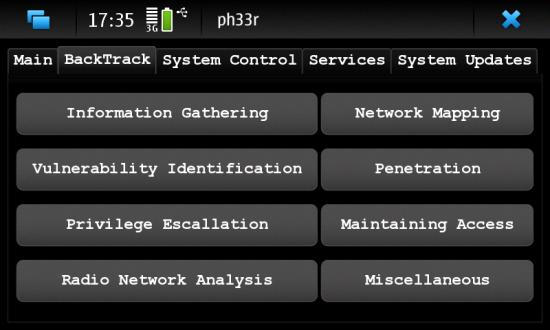 17:35 3G ph33r
Main BackTrack System Control Services System Updates
Information Gathering Network Mapping
Vulnerability Identification Penetration
Privilege Escallation Maintaining Access
Radio Network Analysis Miscellaneous